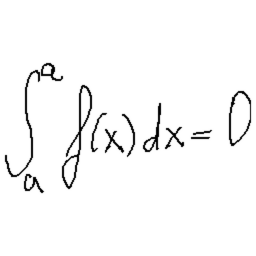 ∫_a^a f(x) dx = 0